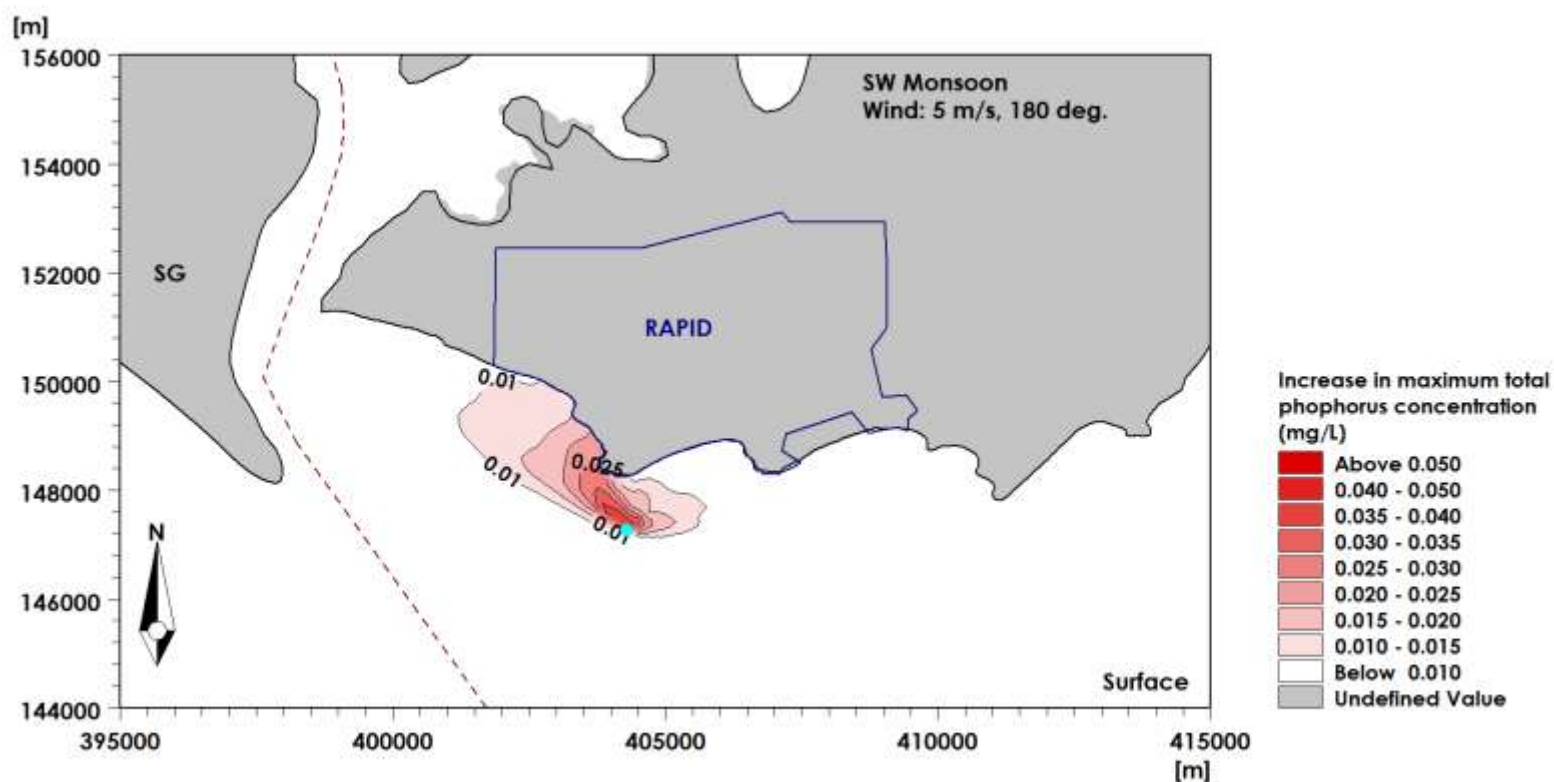 [m]
156000
154000
152000
150000
148000
146000
144000
395000
400000
405000
410000
415000
[m]
SW Monsoon
Wind: 5 m/s, 180 deg.
SG
RAPID
0.01
0.025
0.01
0.01
N
Surface
Increase in maximum total
phophorus concentration
(mg/L)
Above 0.050
0.040 - 0.050
0.035 - 0.040
0.030 - 0.035
0.025 - 0.030
0.020 - 0.025
0.015 - 0.020
0.010 - 0.015
Below 0.010
Undefined Value